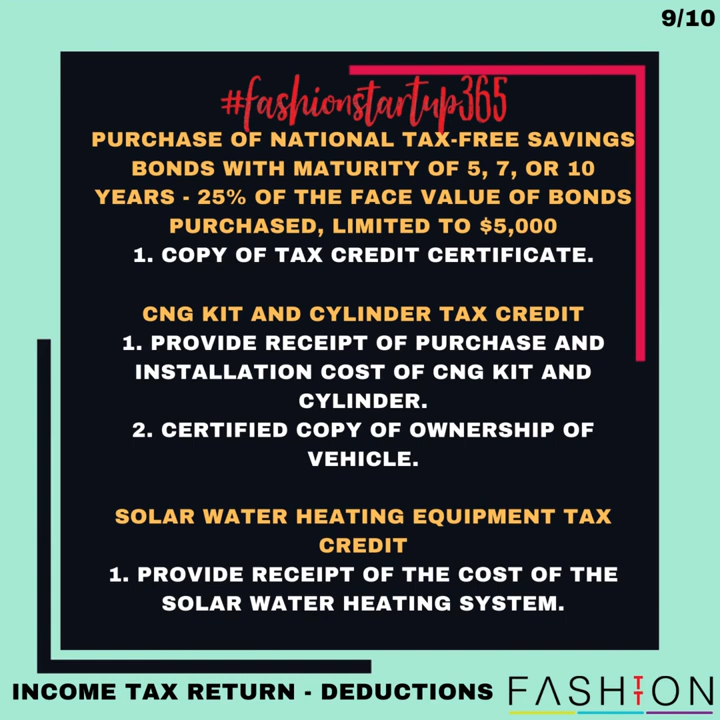 9/10
#fashionstartup365
PURCHASE OF NATIONAL TAX-FREE SAVINGS
BONDS WITH MATURITY OF 5, 7, OR 10
YEARS - 25% OF THE FACE VALUE OF BONDS
PURCHASED, LIMITED TO $5,000
1. COPY OF TAX CREDIT CERTIFICATE.
CNG KIT AND CYLINDER TAX CREDIT
1. PROVIDE RECEIPT OF PURCHASE AND
INSTALLATION COST OF CNG KIT AND
CYLINDER.
2. CERTIFIED COPY OF OWNERSHIP OF
VEHICLE.
SOLAR WATER HEATING EQUIPMENT TAX
CREDIT
1. PROVIDE RECEIPT OF THE COST OF THE
SOLAR WATER HEATING SYSTEM.
INCOME TAX RETURN - DEDUCTIONS
FASHION TT